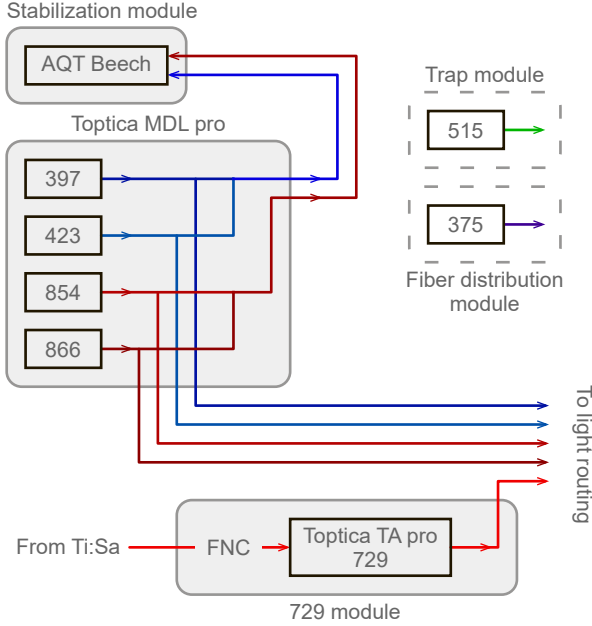 Stabilization module
AQT Beech
Toptica MDL pro
397
423
854
866
Trap module
515
375
Fiber distribution
module
To light routing
From Ti:Sa
FNC
Toptica TA pro
729
729 module